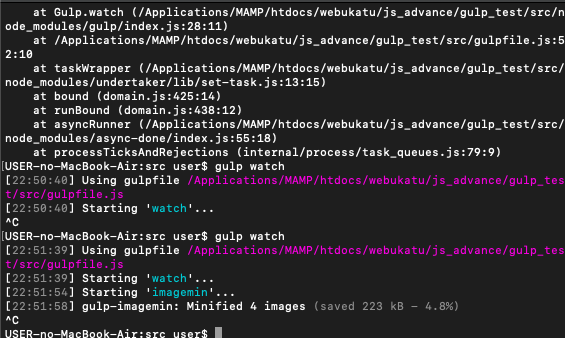 at Gulp.watch (/Applications/MAMP/htdocs/webukatu/js_advance/gulp_test/src/n
ode_modules/gulp/index.js:28:11)
    at /Applications/MAMP/htdocs/webukatu/js_advance/gulp_test/src/gulpfile.js:5
2:10
    at taskWrapper (/Applications/MAMP/htdocs/webukatu/js_advance/gulp_test/src/
node_modules/undertaker/lib/set-task.js:13:15)
    at bound (domain.js:425:14)
    at runBound (domain.js:438:12)
    at asyncRunner (/Applications/MAMP/htdocs/webukatu/js_advance/gulp_test/src/
node_modules/async-done/index.js:55:18)
    at processTicksAndRejections (internal/process/task_queues.js:79:9)
[USER-no-MacBook-Air:src user$ gulp watch
[22:50:40] Using gulpfile /Applications/MAMP/htdocs/webukatu/js_advance/gulp_tes
t/src/gulpfile.js
[22:50:40] Starting 'watch'...
^C
[USER-no-MacBook-Air:src user$ gulp watch
[22:51:39] Using gulpfile /Applications/MAMP/htdocs/webukatu/js_advance/gulp_tes
t/src/gulpfile.js
[22:51:39] Starting 'watch'...
[22:51:54] Starting 'imagemin'...
[22:51:58] gulp-imagemin: Minified 4 images (saved 223 kB - 4.8%)
^C
USER-no-MacBook-Air:src user$